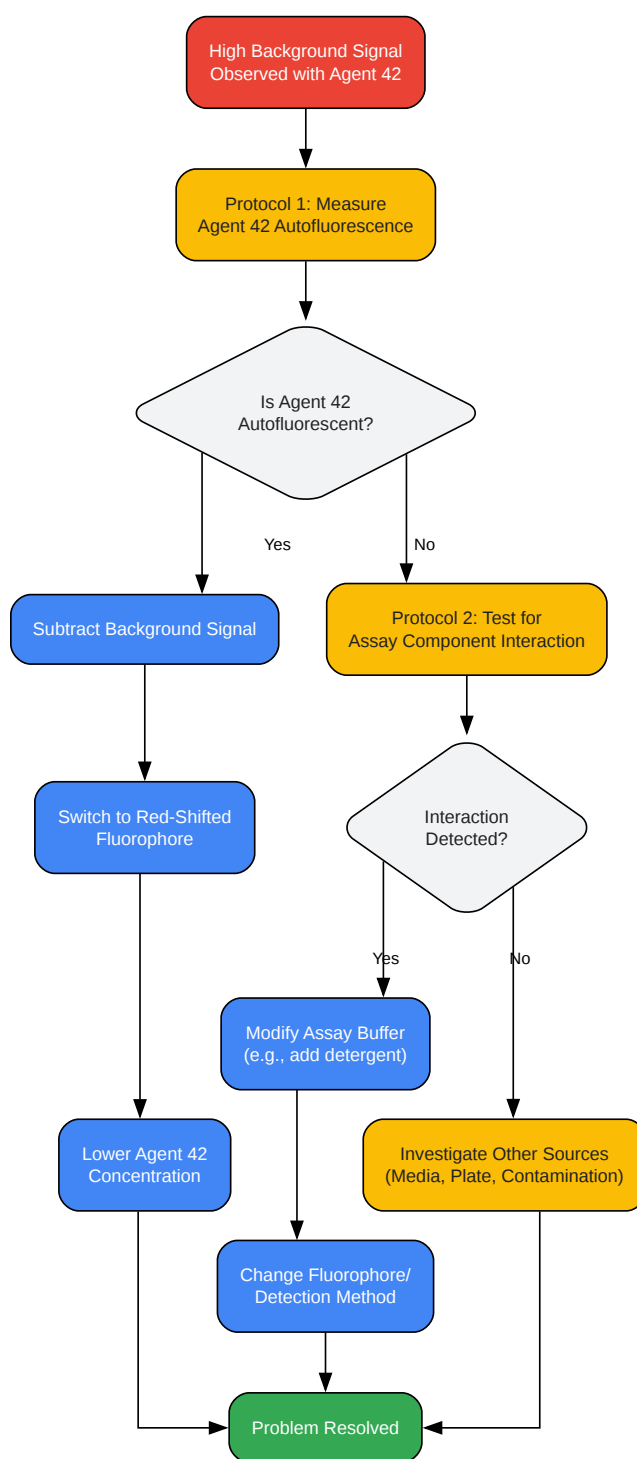 High Background Signal
Observed with Agent 42
Protocol 1: Measure
Agent 42 Autofluorescence
Is Agent 42
Autofluorescent?
Yes
No
Subtract Background Signal
Protocol 2: Test for
Assay Component Interaction
Switch to Red-Shifted
Fluorophore
Interaction
Detected?
Yes
No
Modify Assay Buffer
(e.g., add detergent)
Lower Agent 42
Concentration
Investigate Other Sources
(Media, Plate, Contamination)
Change Fluorophore/
Detection Method
Problem Resolved